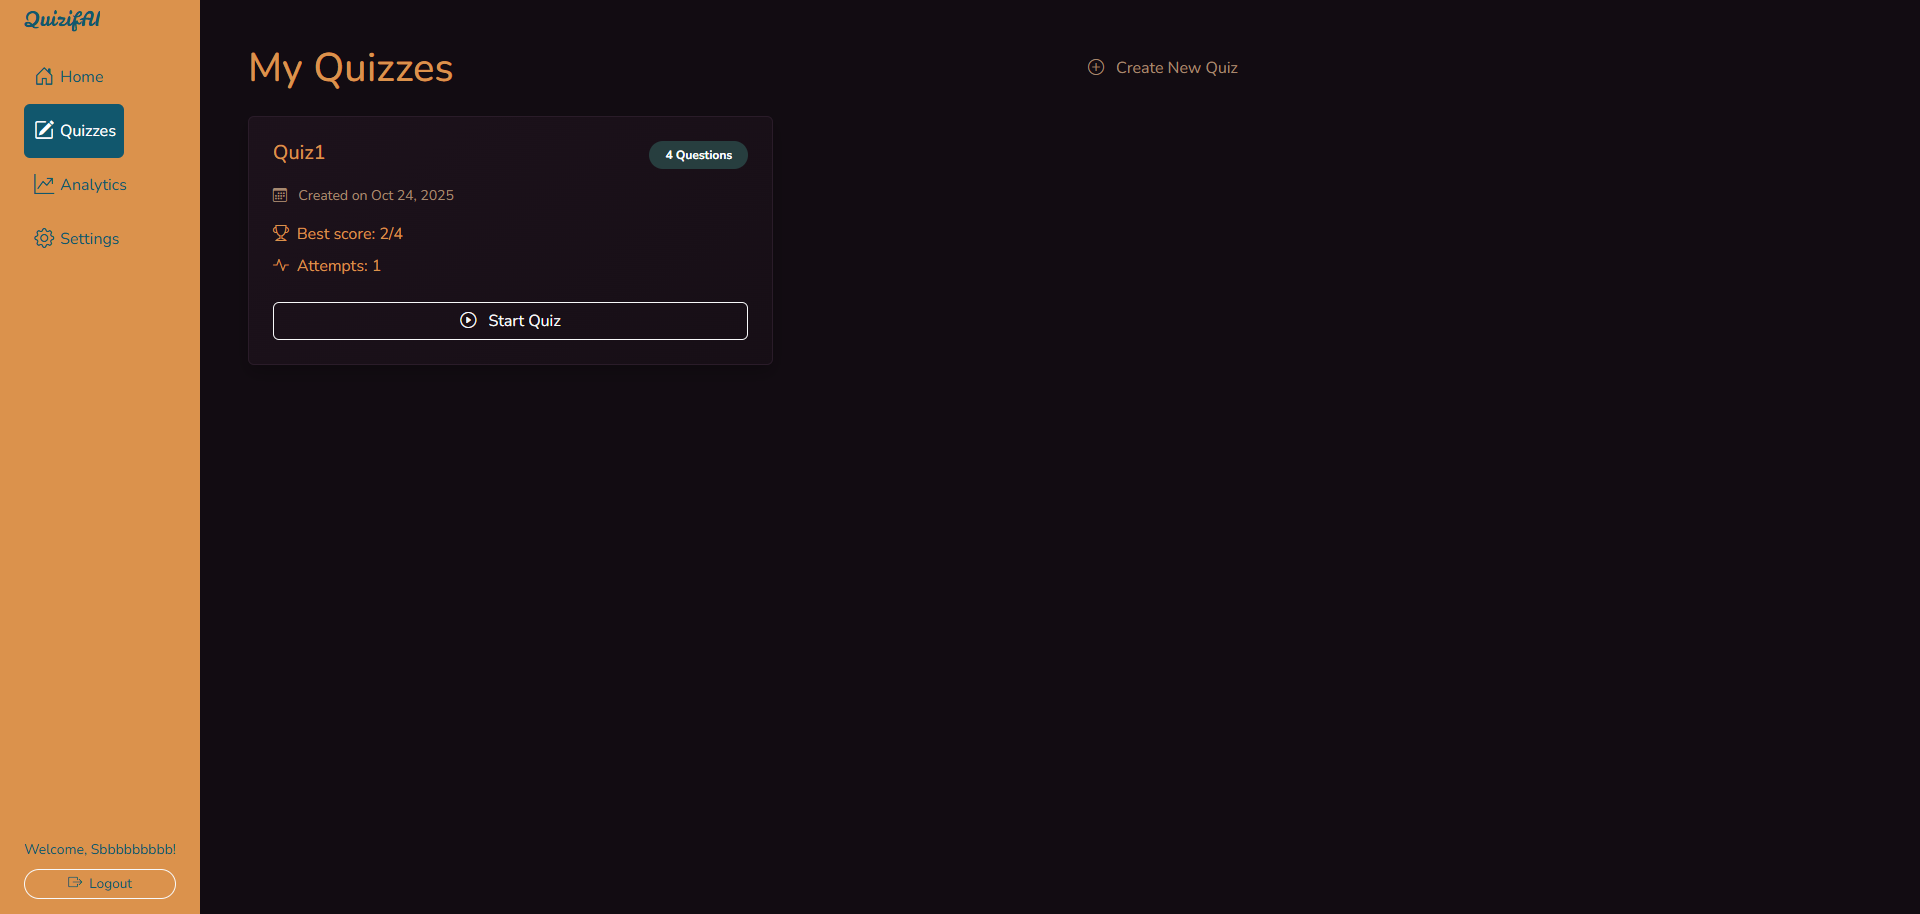 QuizifAI
Home
Quizzes
Analytics
Settings
Welcome, Sbbbbbbbbb!
Logout
My Quizzes
Create New Quiz
Quiz1
4 Questions
Created on Oct 24, 2025
Best score: 2/4
Attempts: 1
Start Quiz